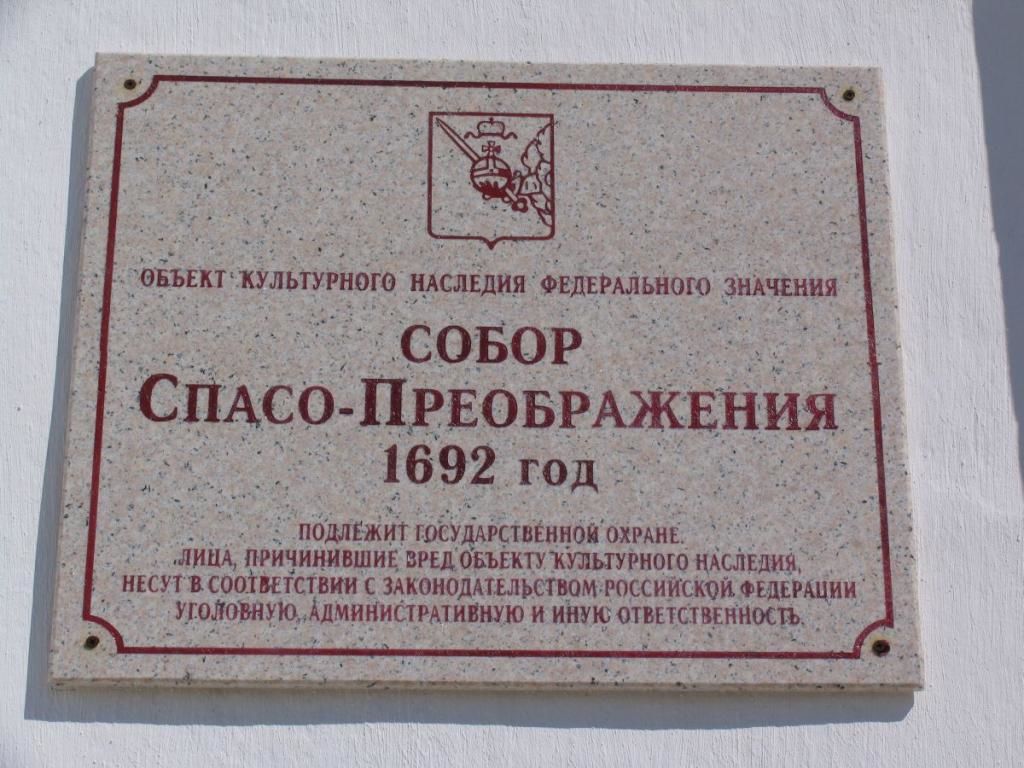 ОБЪЕКТ КУЛЬТУРНОГО НАСЛЕДИЯ ФЕДЕРАЛЬНОГО ЗНАЧЕНИЯ
СОБОР
СПАСО-ПРЕОБРАЖЕНИЯ
1692 год
ПОДЛЕЖИТ ГОСУДАРСТВЕННОЙ ОХРАНЕ.
ЛИЦА, ПРИЧИНИВШИЕ ВРЕД ОБЪЕКТУ КУЛЬТУРНОГО НАСЛЕДИЯ,
НЕСУТ В СООТВЕТСТВИИ С ЗАКОНОДАТЕЛЬСТВОМ РОССИЙСКОЙ ФЕДЕРАЦИИ
УГОЛОВНУЮ, АДМИНИСТРАТИВНУЮ И ИНУЮ ОТВЕТСТВЕННОСТЬ.